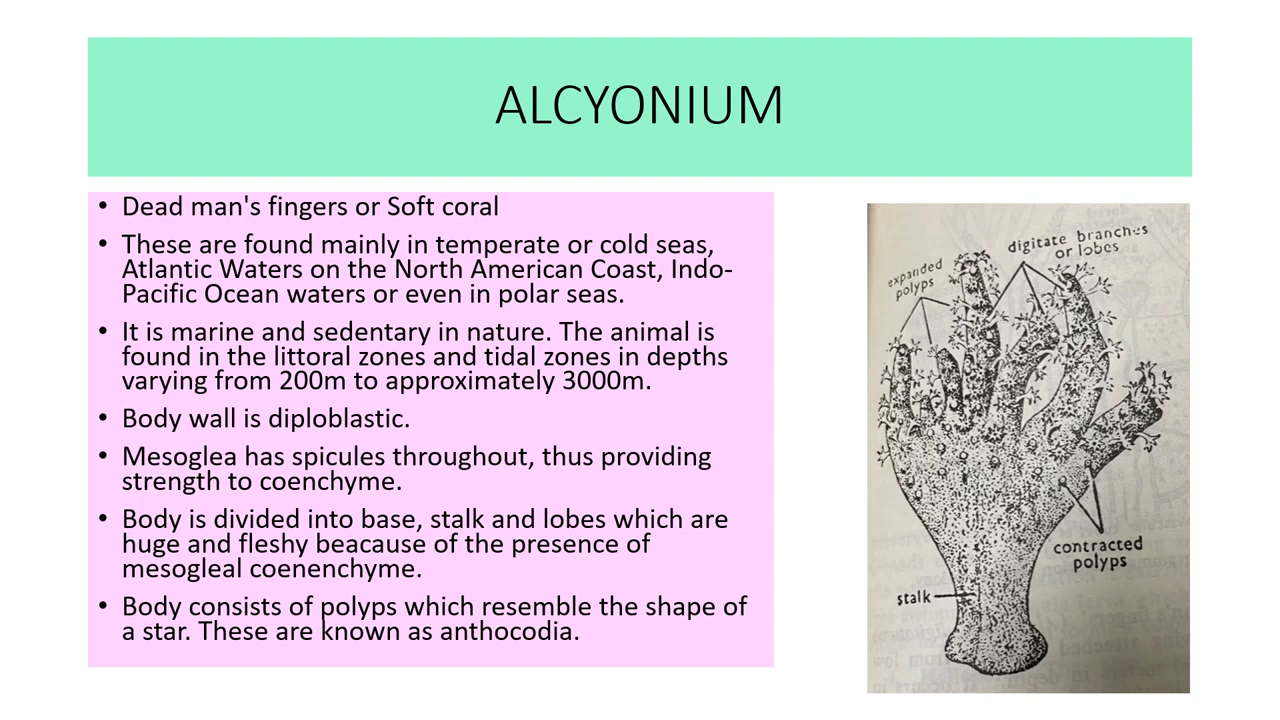 ALCYONIUM
• Dead man's fingers or Soft coral
• These are found mainly in temperate or cold seas,
Atlantic Waters on the North American Coast, Indo-
Pacific Ocean waters or even in polar seas.
• It is marine and sedentary in nature. The animal is
found in the littoral zones and tidal zones in depths
varying from 200m to approximately 3000m.
• Body wall is diploblastic.
• Mesoglea has spicules throughout, thus providing
strength to coenchyme.
• Body is divided into base, stalk and lobes which are
huge and fleshy beacause of the presence of
mesogleal coenenchyme.
• Body consists of polyps which resemble the shape of
a star. These are known as anthocodia.
digitate branches
or lobes
expanded
polyps
contracted
polyps
stalk